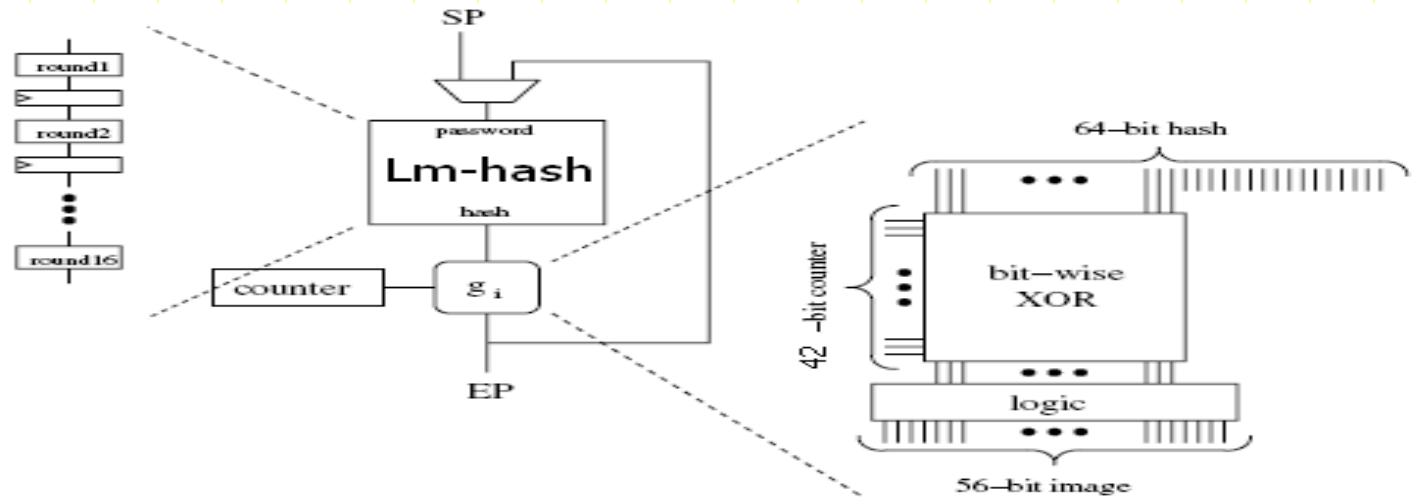 SP
round1
round2
round16
password
Lm-hash
hash
counter
g i
EP
64-bit hash
42 -bit counter
bit-wise
XOR
logic
56-bit image